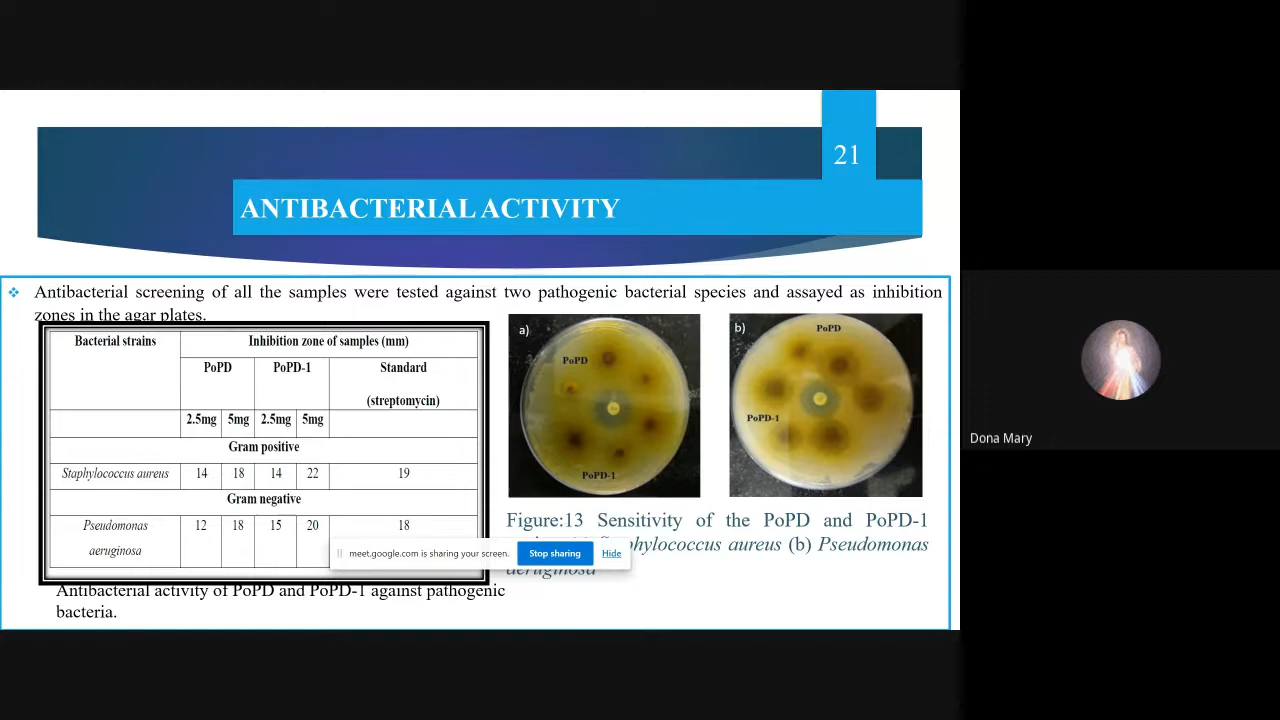 21
ANTIBACTERIAL ACTIVITY
Antibacterial screening of all the samples were tested against two pathogenic bacterial species and assayed as inhibition
zones in the agar plates.
Bacterial strains
Inhibition zone of samples (mm)
PoPD PoPD-1 Standard
(streptomycin)
2.5mg 5mg 2.5mg 5mg
Gram positive
Staphylococcus aureus 14 18 14 22 19
Gram negative
Pseudomonas 12 18 15 20 18
aeruginosa
Antibacterial activity of PoPD and PoPD-1 against pathogenic
bacteria.
a)
PoPD
PoPD-1
b)
PoPD
PoPD-1
Figure:13 Sensitivity of the PoPD and PoPD-1
hylococcus aureus (b) Pseudomonas
aeruginosa
meet.google.com is sharing your screen. Stop sharing Hide
Dona Mary